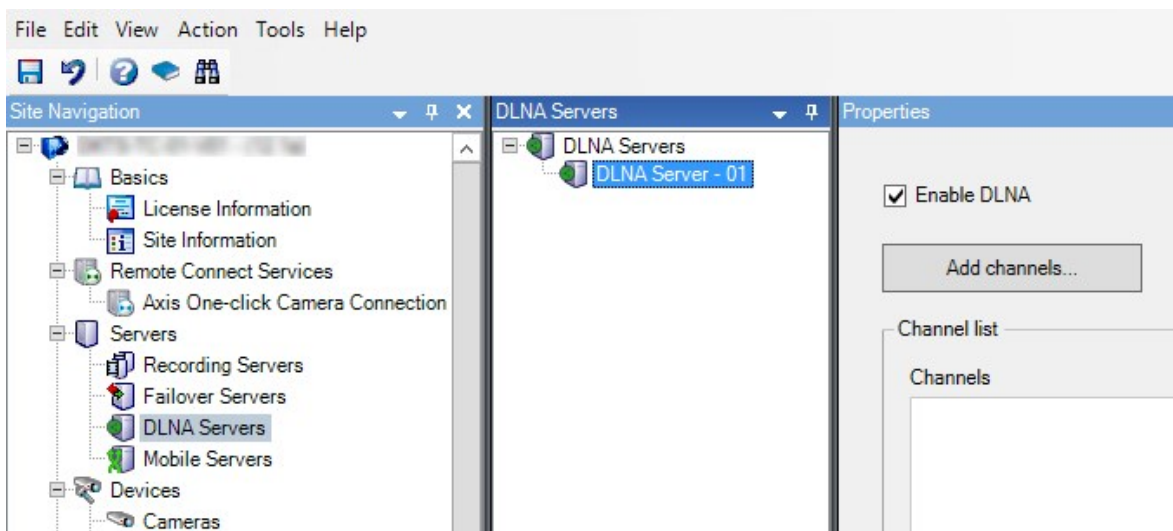 File Edit View Action Tools Help
Site Navigation
Basics
License Information
Site Information
Remote Connect Services
Axis One-click Camera Connection
Servers
Recording Servers
Failover Servers
DLNA Servers
Mobile Servers
Devices
Cameras
DLNA Servers
DLNA Servers
DLNA Server - 01
Properties
Enable DLNA
Add channels...
Channel list
Channels